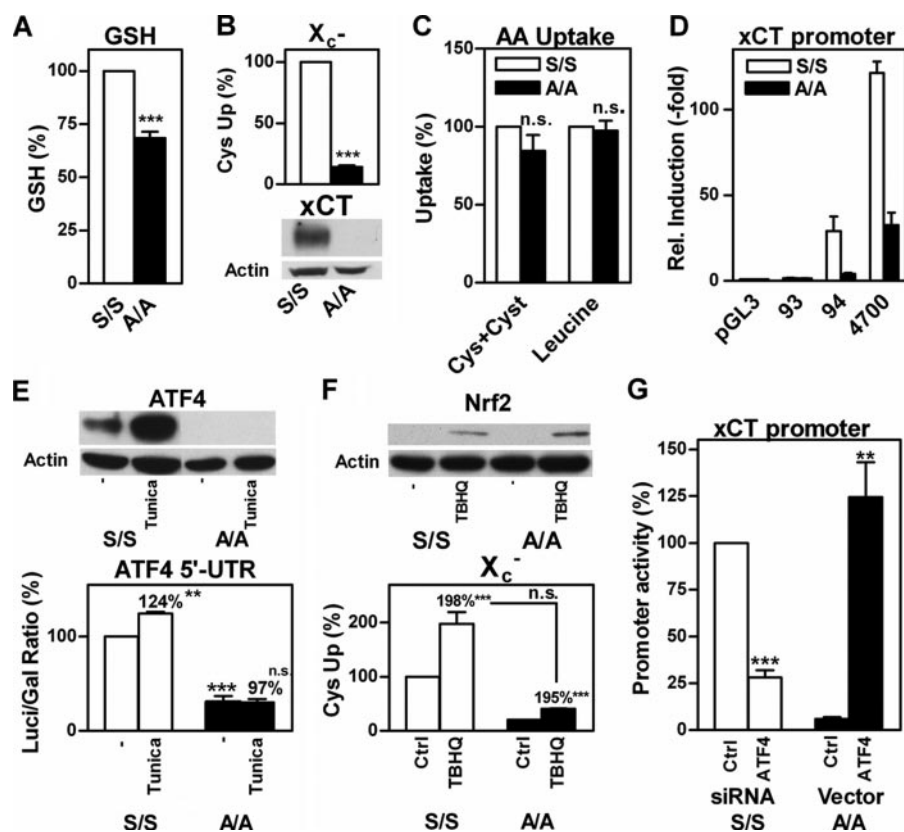 A
GSH
GSH (%)
100
75
50
25
0
***
S/S
A/A
B
Xc-
Cys Up (%)
100
50
0
***
xCT
Actin
S/S
A/A
C
AA Uptake
S/S
A/A
Uptake (%)
150
100
50
0
n.s.
n.s.
Cys+Cyst
Leucine
D
xCT promoter
S/S
A/A
Rel. Induction (-fold)
100
50
0
pGL3
93
94
4700
E
ATF4
Actin
-
Tunica
-
Tunica
S/S
A/A
ATF4 5'-UTR
Luci/Gal Ratio (%)
100
0
124%
**
***
97%
n.s.
-
Tunica
-
Tunica
S/S
A/A
F
Nrf2
Actin
-
TBHQ
-
TBHQ
S/S
A/A
Xc-
Cys Up (%)
200
100
0
198%***
n.s.
195%***
Ctrl
TBHQ
Ctrl
TBHQ
S/S
A/A
G
xCT promoter
Promoter activity (%)
125
100
75
50
25
0
***
**
Ctrl
ATF4
Ctrl
ATF4
siRNA
Vector
S/S
A/A